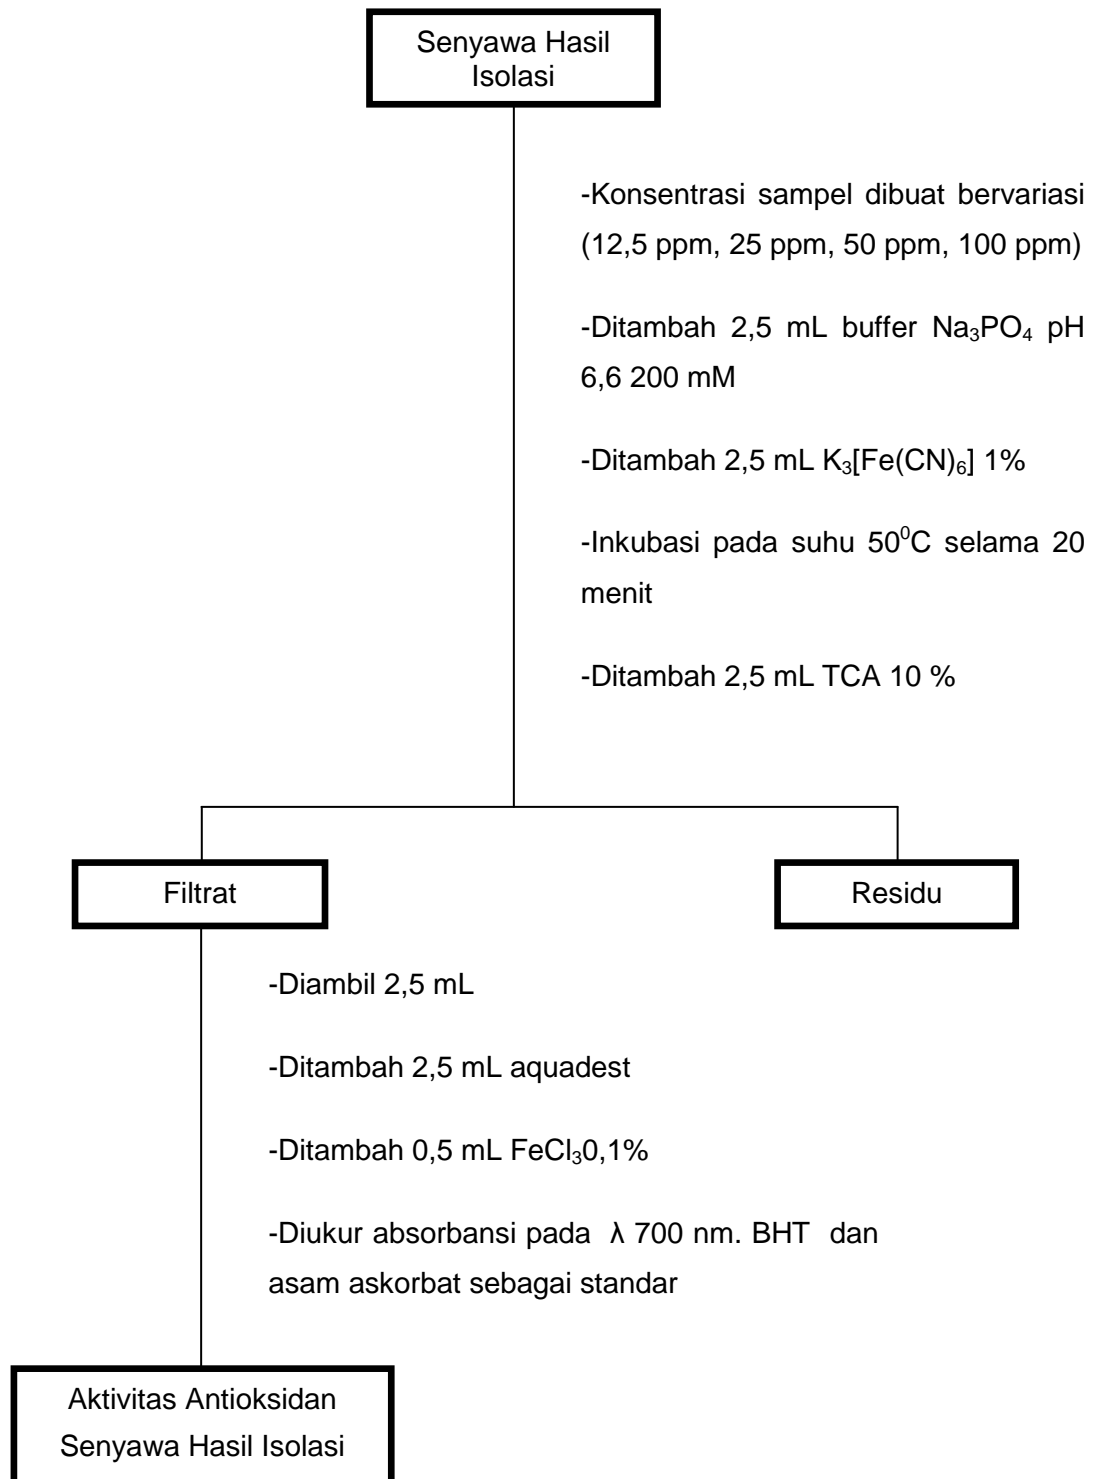 Senyawa Hasil
Isolasi
-Konsentrasi sampel dibuat bervariasi
(12,5 ppm, 25 ppm, 50 ppm, 100 ppm)
-Ditambah 2,5 mL buffer Na₃PO₄ pH
6,6 200 mM
-Ditambah 2,5 mL K₃[Fe(CN)₆] 1%
-Inkubasi pada suhu 50⁰C selama 20
menit
-Ditambah 2,5 mL TCA 10 %
Filtrat
Residu
-Diambil 2,5 mL
-Ditambah 2,5 mL aquadest
-Ditambah 0,5 mL FeCl₃0,1%
-Diukur absorbansi pada λ 700 nm. BHT dan
asam askorbat sebagai standar
Aktivitas Antioksidan
Senyawa Hasil Isolasi